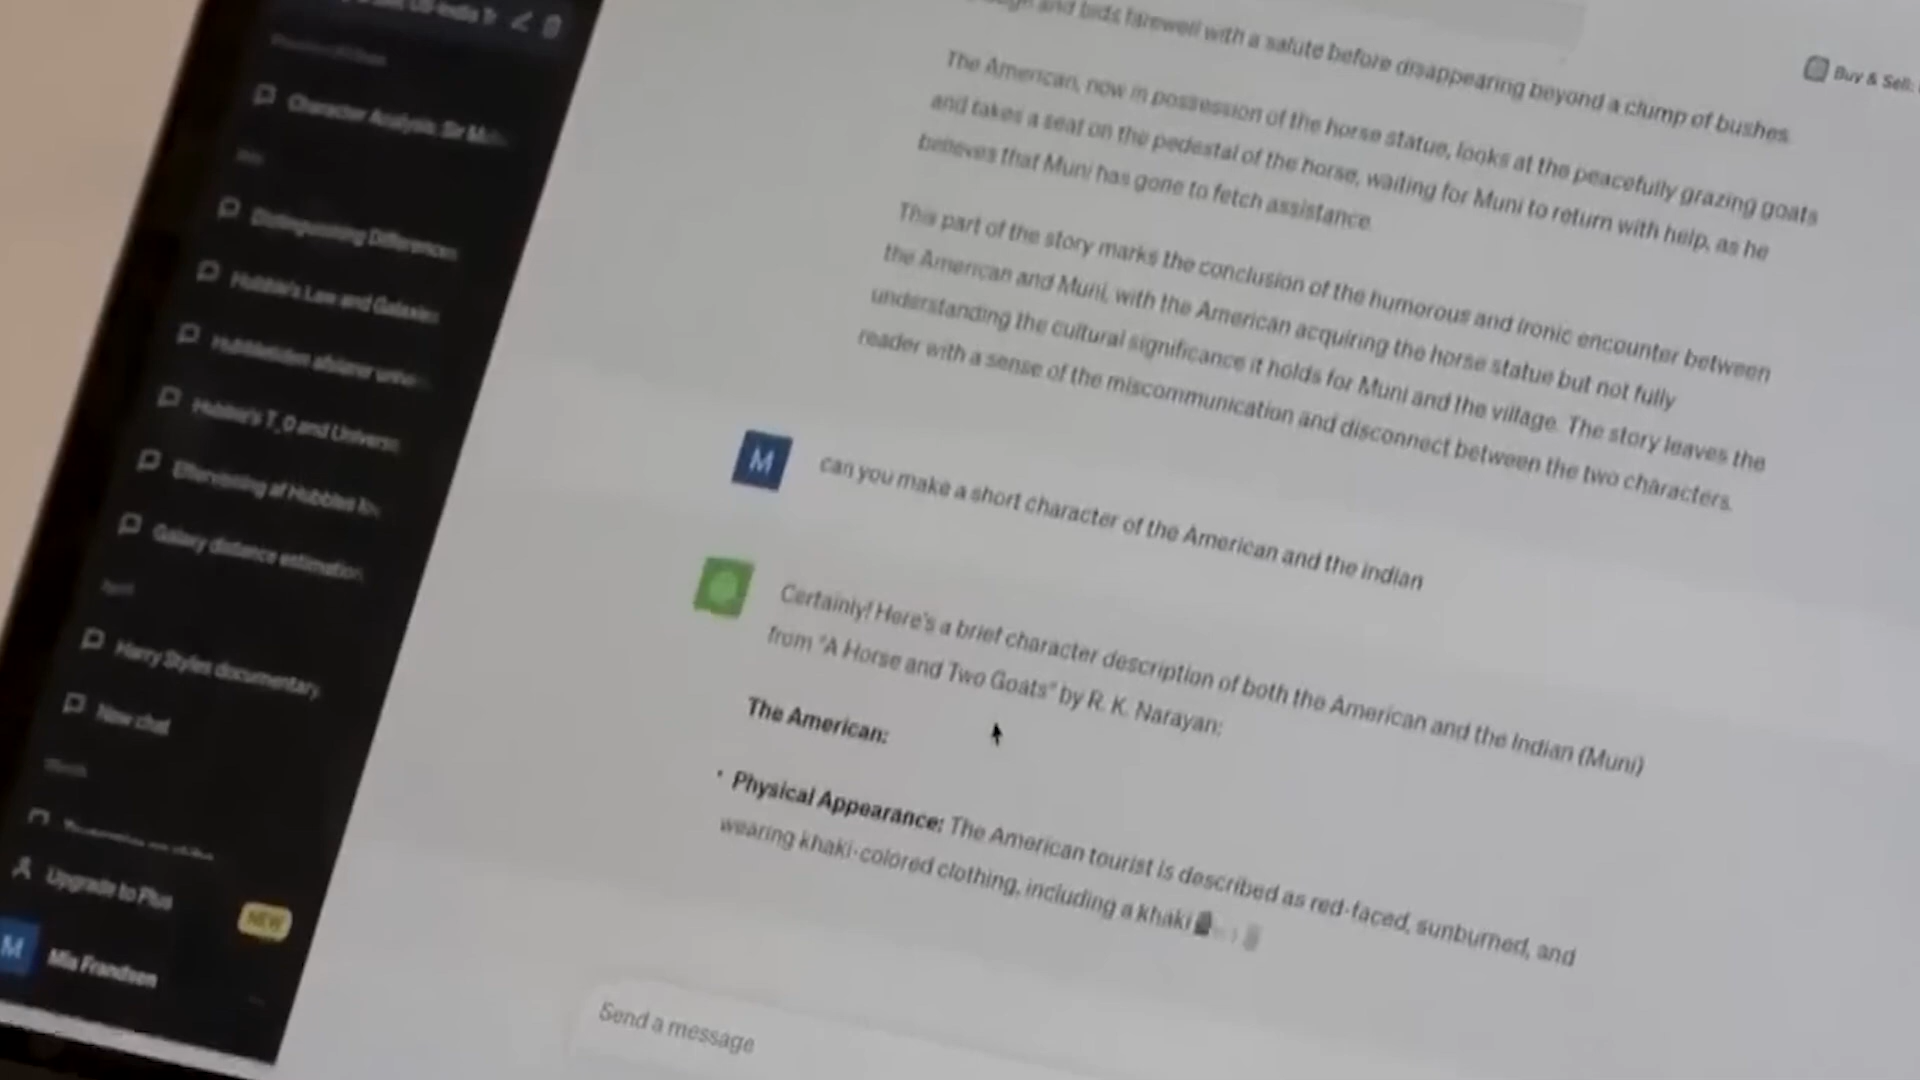 US-India Tr
Character Analysis: Sir
Distinguishing Differences
Hubble's Law and Galaxies
Hubble's T_0 and Universe
of Hubbles
Galaxy distance estimation.
April
Harry Styles documentary.
New chat
March
Upgrade to Plus
NEW
M
Mia Frandsen
and bids farewell with a salute before disappearing beyond a clump of bushes.
The American, now in possession of the horse statue, looks at the peacefully grazing goats
and takes a seat on the pedestal of the horse, waiting for Muni to return with help, as he
believes that Muni has gone to fetch assistance.
This part of the story marks the conclusion of the humorous and ironic encounter between
the American and Muni, with the American acquiring the horse statue but not fully
understanding the cultural significance it holds for Muni and the village. The story leaves the
reader with a sense of the miscommunication and disconnect between the two characters.
M
can you make a short character of the American and the indian
Certainly! Here's a brief character description of both the American and the Indian (Muni)
from "A Horse and Two Goats" by R. K. Narayan:
The American:
• Physical Appearance: The American tourist is described as red-faced, sunburned, and
wearing khaki-colored clothing, including a khaki
Send a message
Buy & Sell: